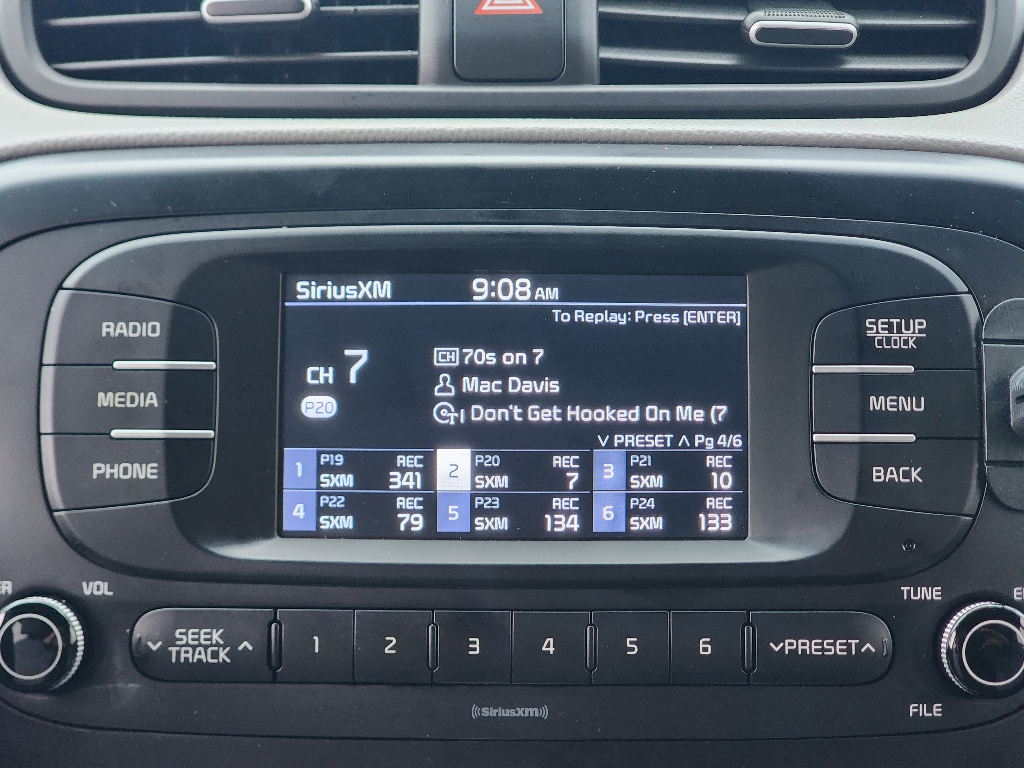 SiriusXM 9:08 AM
To Replay: Press [ENTER]
CH 7
CH 70s on 7
P20
Mac Davis
Don't Get Hooked On Me (7
PRESET Pg 4/6
1 P19 SXM REC 341
2 P20 SXM REC 7
3 P21 SXM REC 10
4 P22 SXM REC 79
5 P23 SXM REC 134
6 P24 SXM REC 133
RADIO
MEDIA
PHONE
SETUP
CLOCK
MENU
BACK
VOL
TUNE
SEEK
TRACK
1 2 3 4 5 6
PRESET
FILE
SiriusXM